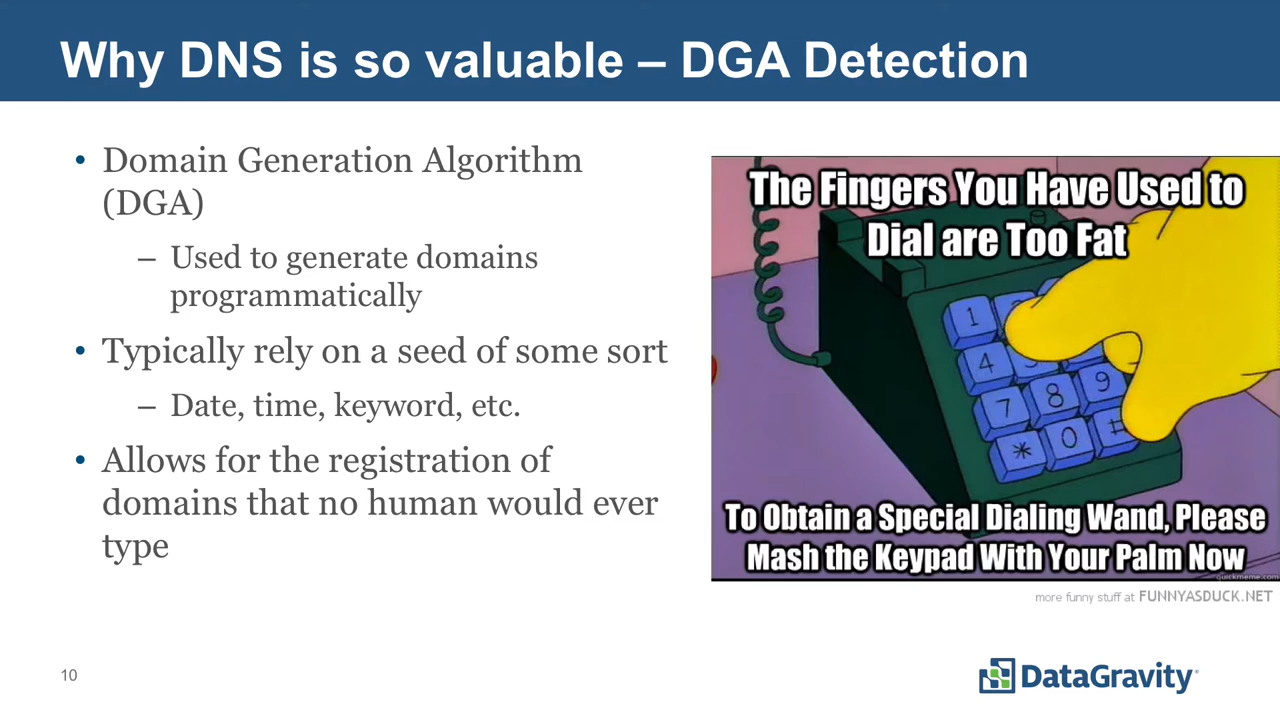 Why DNS is so valuable – DGA Detection
• Domain Generation Algorithm
(DGA)
– Used to generate domains
programmatically
• Typically rely on a seed of some sort
– Date, time, keyword, etc.
• Allows for the registration of
domains that no human would ever
type
The Fingers You Have Used to
Dial are Too Fat
1 2
4 5
7 8 9
* 0 #
To Obtain a Special Dialing Wand, Please
Mash the Keypad With Your Palm Now
quickmeme.com
more funny stuff at FUNNYASDUCK.NET
10
DataGravity